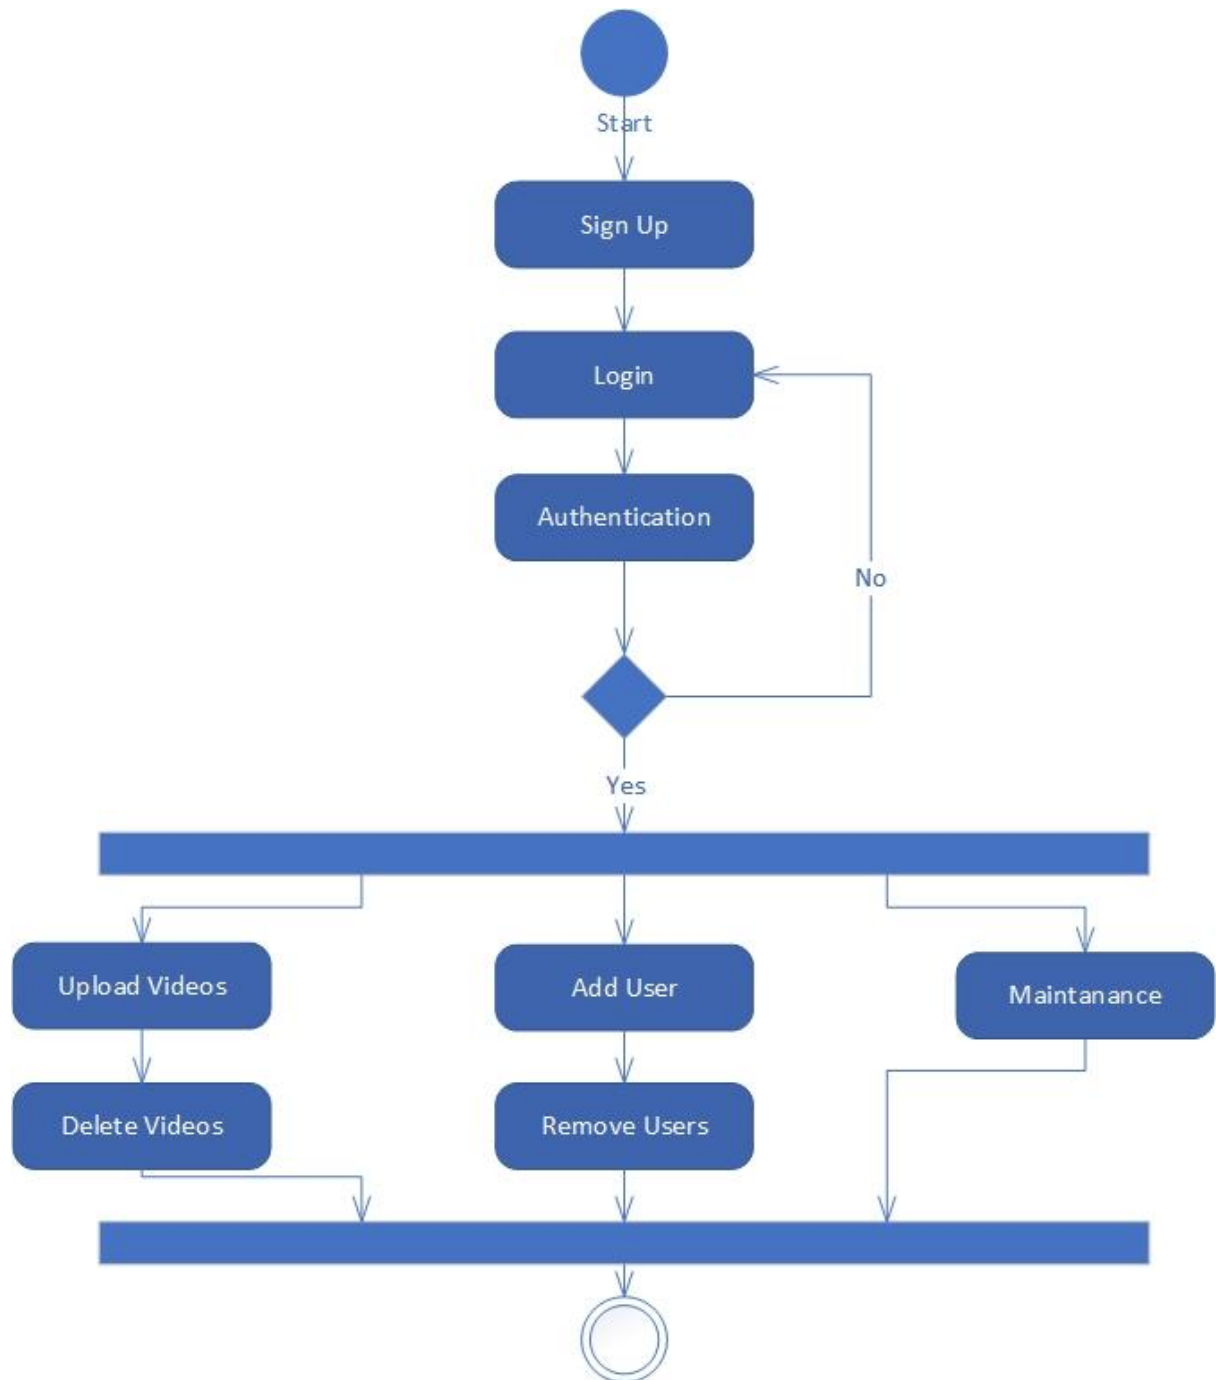 Start
Sign Up
Login
Authentication
No
Yes
Upload Videos
Add User
Maintanance
Delete Videos
Remove Users